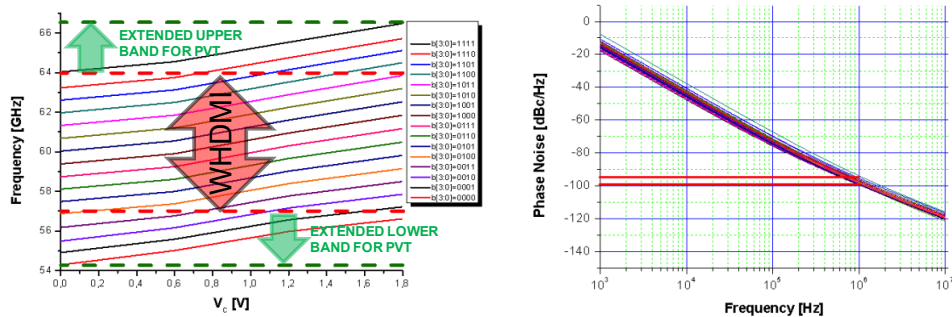 EXTENDED UPPER
BAND FOR PVT
WHDMI
EXTENDED LOWER
BAND FOR PVT
Frequency [GHz]
66
64
62
60
58
56
54
0,0 0,2 0,4 0,6 0,8 1,0 1,2 1,4 1,6 1,8
V_c [V]
b[3:0]=1111
b[3:0]=1110
b[3:0]=1101
b[3:0]=1100
b[3:0]=1011
b[3:0]=1010
b[3:0]=1001
b[3:0]=1000
b[3:0]=0111
b[3:0]=0110
b[3:0]=0101
b[3:0]=0100
b[3:0]=0011
b[3:0]=0010
b[3:0]=0001
b[3:0]=0000
Phase Noise [dBc/Hz]
0
-20
-40
-60
-80
-100
-120
-140
10³ 10⁴ 10⁵ 10⁶ 10⁷
Frequency [Hz]